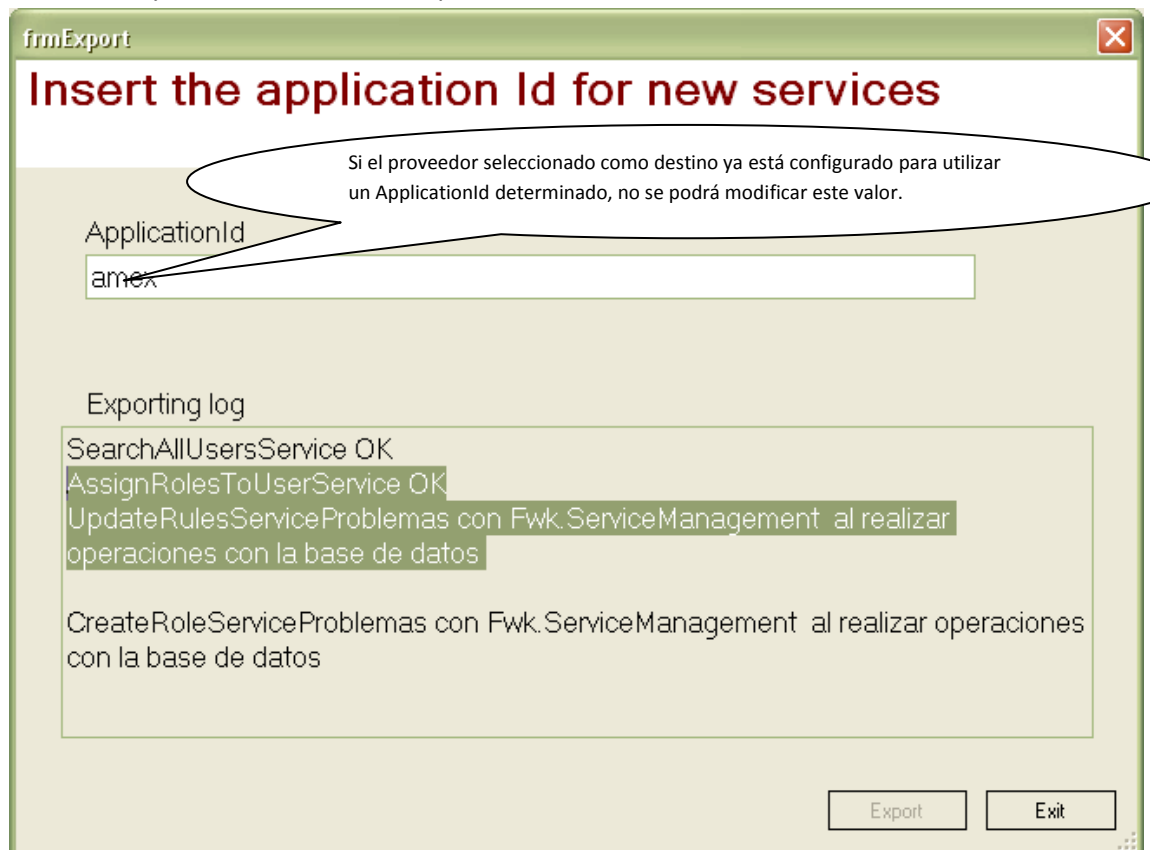 frmExport
Insert the application Id for new services
Si el proveedor seleccionado como destino ya está configurado para utilizar
un ApplicationId determinado, no se podrá modificar este valor.
ApplicationId
amex
Exporting log
SearchAllUsersService OK
AssignRolesToUserService OK
UpdateRulesServiceProblemas con Fwk.ServiceManagement al realizar
operaciones con la base de datos
CreateRoleServiceProblemas con Fwk.ServiceManagement al realizar operaciones
con la base de datos
Export
Exit